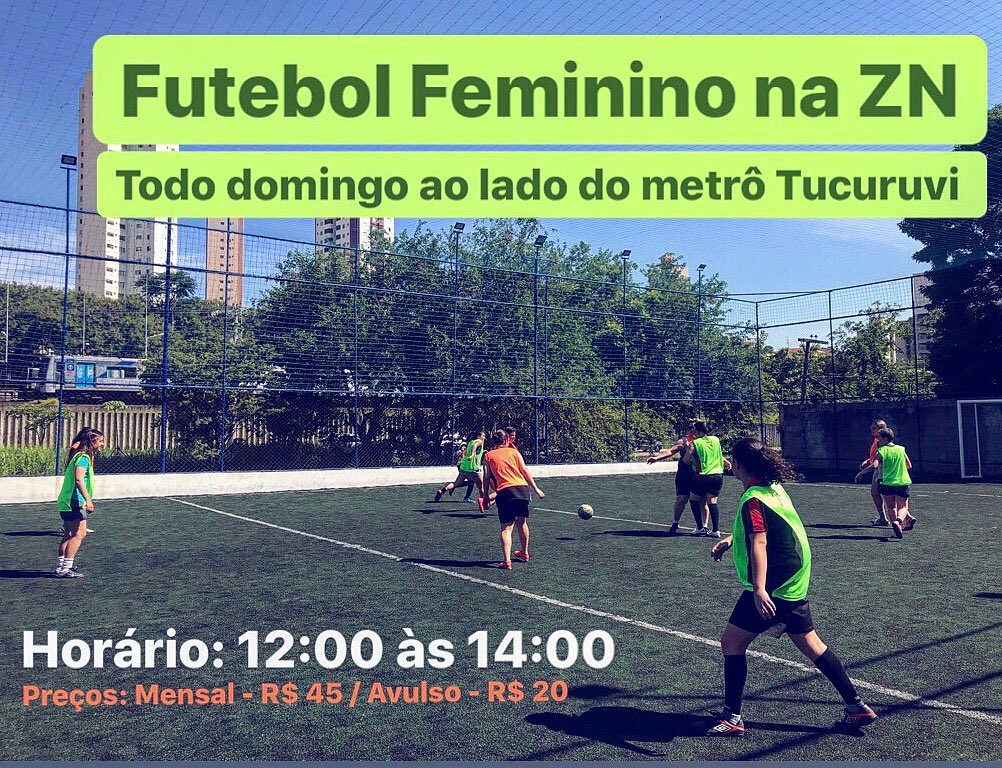 Futebol Feminino na ZN
Todo domingo ao lado do metrô Tucuruvi
Horário: 12:00 às 14:00
Preços: Mensal - R$ 45 / Avulso - R$ 20